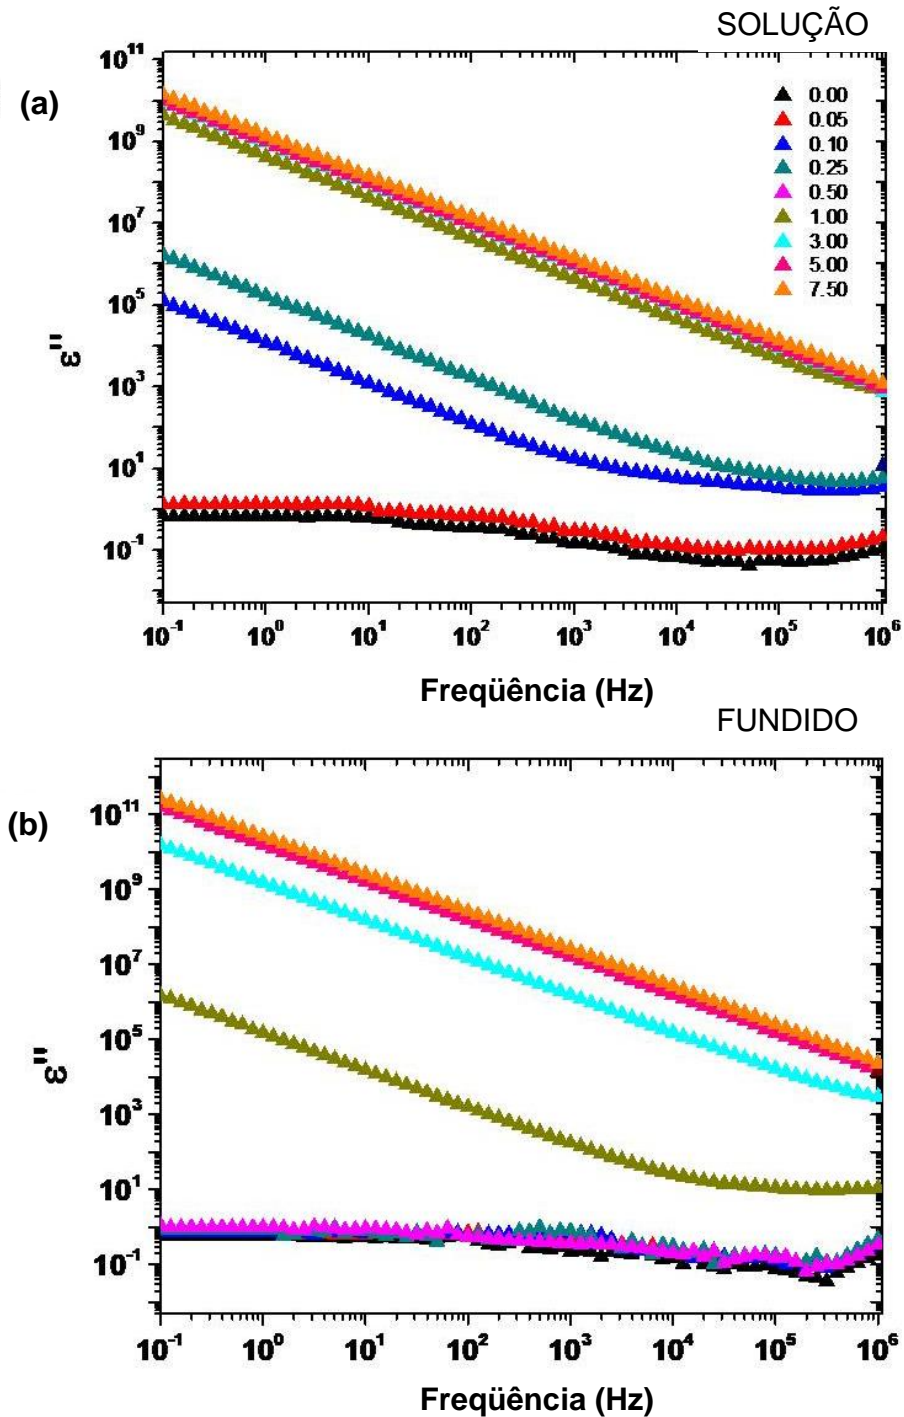 SOLUÇÃO
(a)
10¹¹
10⁹
10⁷
10⁵
10³
10¹
10⁻¹
ε"
0.00
0.05
0.10
0.25
0.50
1.00
3.00
5.00
7.50
10⁻¹ 10⁰ 10¹ 10² 10³ 10⁴ 10⁵ 10⁶
Freqüência (Hz)
FUNDIDO
(b)
10¹¹
10⁹
10⁷
10⁵
10³
10¹
10⁻¹
ε"
10⁻¹ 10⁰ 10¹ 10² 10³ 10⁴ 10⁵ 10⁶
Freqüência (Hz)